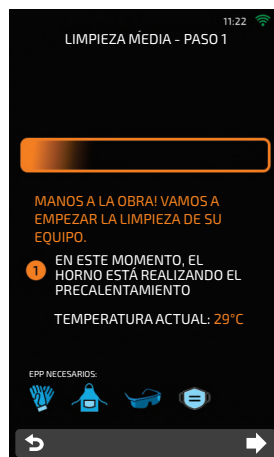 11:22
LIMPIEZA MEDIA - PASO 1
MANOS A LA OBRA! VAMOS A
EMPEZAR LA LIMPIEZA DE SU
EQUIPO.
1 EN ESTE MOMENTO, EL
HORNO ESTÁ REALIZANDO EL
PRECALENTAMIENTO
TEMPERATURA ACTUAL: 29°C
EPP NECESARIOS: